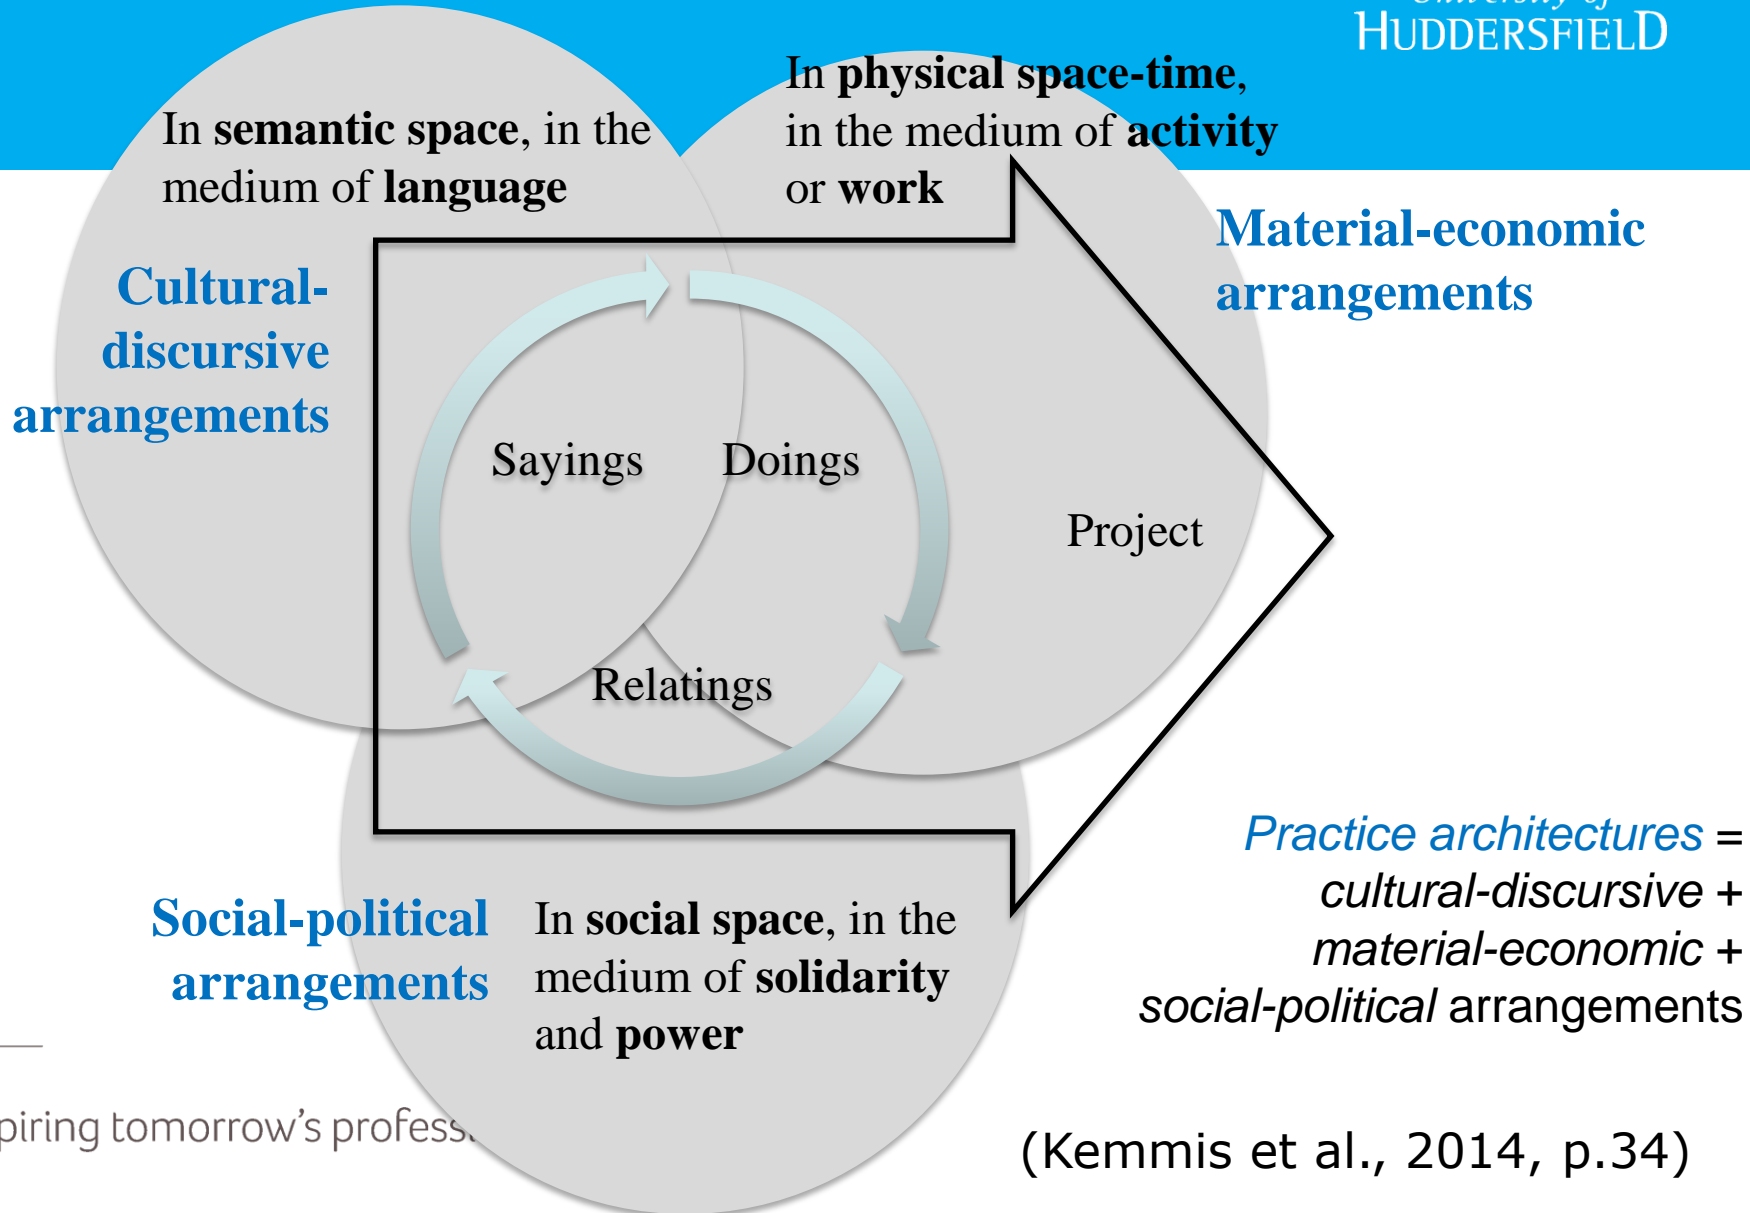 University of
HUDDERSFIELD
In semantic space, in the
medium of language
In physical space-time,
in the medium of activity
or work
Cultural-
discursive
arrangements
Material-economic
arrangements
Sayings
Doings
Project
Relatings
Social-political
arrangements
In social space, in the
medium of solidarity
and power
Practice architectures =
cultural-discursive +
material-economic +
social-political arrangements
piring tomorrow's profess
(Kemmis et al., 2014, p.34)